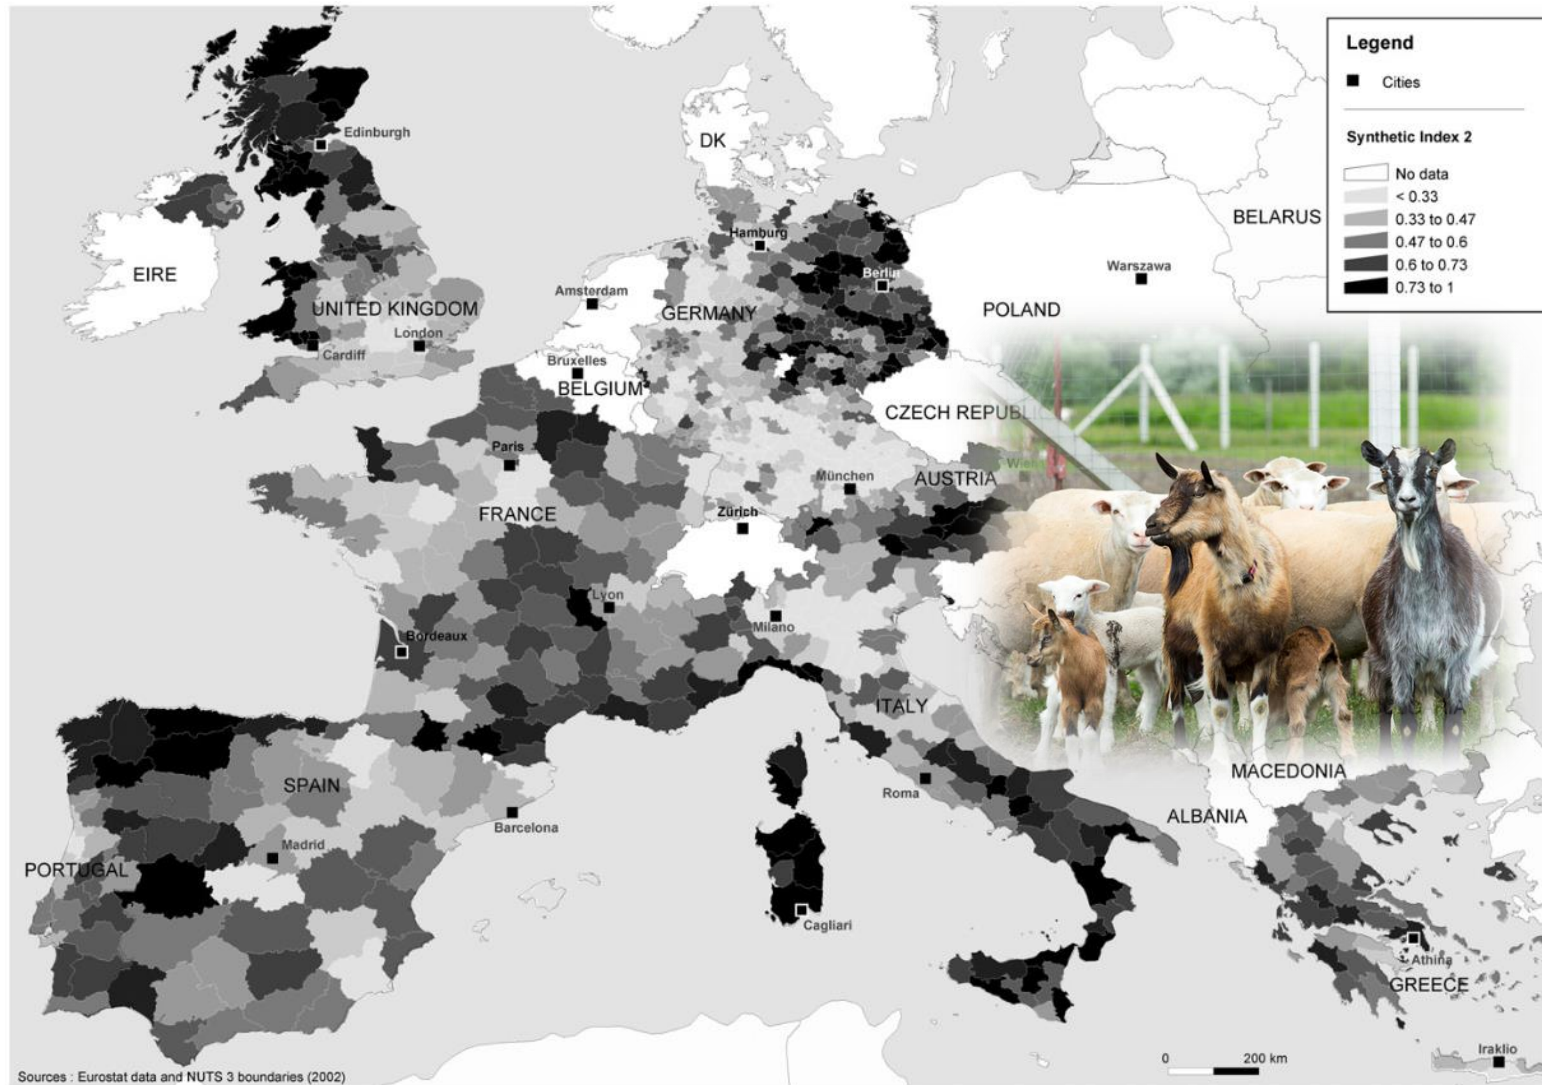 Legend
Cities
Synthetic Index 2
No data
< 0.33
0.33 to 0.47
0.47 to 0.6
0.6 to 0.73
0.73 to 1
Edinburgh
DK
BELARUS
Hamburg
EIRE
Berlin
Warszawa
Amsterdam
UNITED KINGDOM
GERMANY
POLAND
London
Cardiff
Bruxelles
BELGIUM
CZECH REPUBLIC
Paris
München
AUSTRIA
FRANCE
Zürich
Lyon
Milano
Bordeaux
ITALY
MACEDONIA
SPAIN
Roma
ALBANIA
Barcelona
Madrid
PORTUGAL
Cagliari
Athina
GREECE
Iraklio
0 200 km
Sources : Eurostat data and NUTS 3 boundaries (2002)